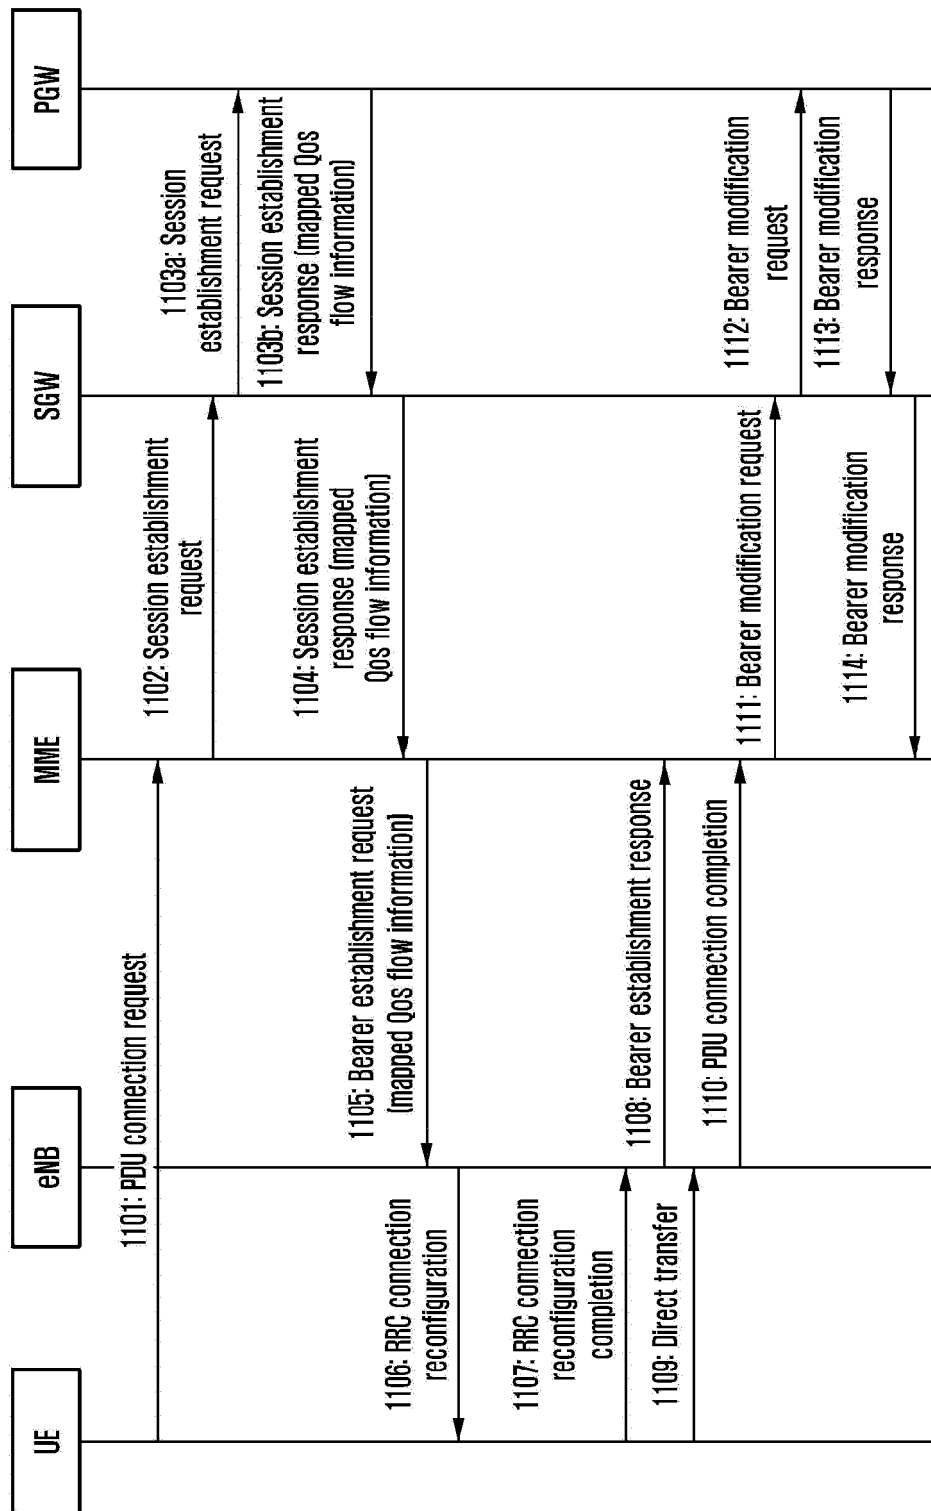 UE
eNB
MME
SGW
PGW
1101: PDU connection request
1102: Session establishment
request
1103a: Session
establishment request
1103b: Session establishment
response (mapped Qos
flow information)
1104: Session establishment
response (mapped
Qos flow information)
1105: Bearer establishment request
(mapped Qos flow information)
1106: RRC connection
reconfiguration
1107: RRC connection
reconfiguration
completion
1108: Bearer establishment response
1109: Direct transfer
1110: PDU connection completion
1111: Bearer modification request
1112: Bearer modification
request
1113: Bearer modification
response
1114: Bearer modification
response